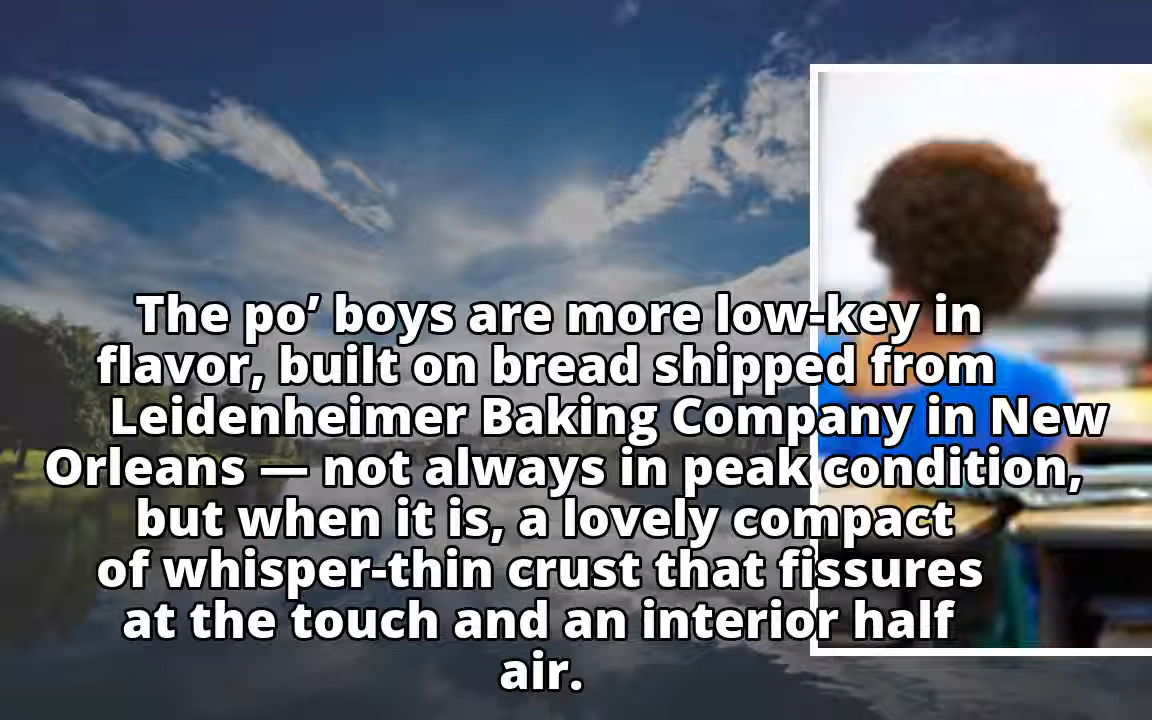 The po’ boys are more low-key in
flavor, built on bread shipped from
Leidenheimer Baking Company in New
Orleans — not always in peak condition,
but when it is, a lovely compact
of whisper-thin crust that fissures
at the touch and an interior half
air.